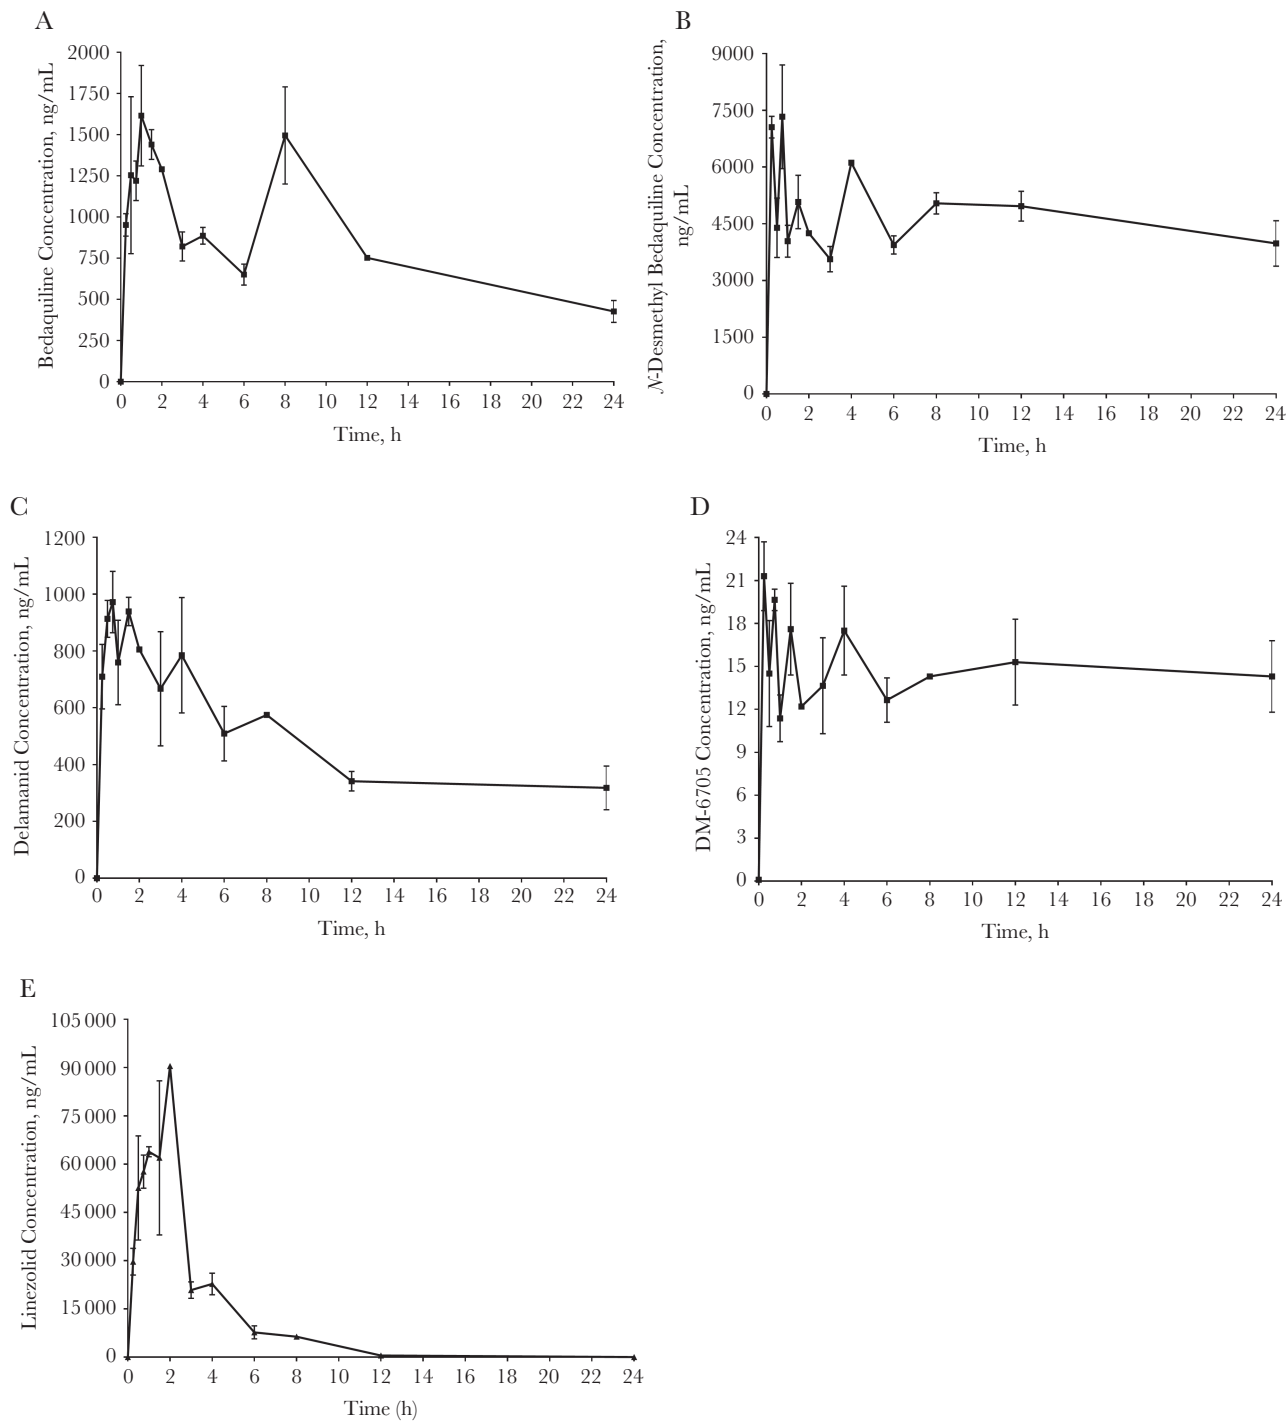 A
Bedaquiline Concentration, ng/mL
2000
1750
1500
1250
1000
750
500
250
0
0 2 4 6 8 10 12 14 16 18 20 22 24
Time, h
B
N-Desmethyl Bedaquiline Concentration,
ng/mL
9000
7500
6000
4500
3000
1500
0
0 2 4 6 8 10 12 14 16 18 20 22 24
Time, h
C
Delamanid Concentration, ng/mL
1200
1000
800
600
400
200
0
0 2 4 6 8 10 12 14 16 18 20 22 24
Time, h
D
DM-6705 Concentration, ng/mL
24
21
18
15
12
9
6
3
0
0 2 4 6 8 10 12 14 16 18 20 22 24
Time, h
E
Linezolid Concentration, ng/mL
105 000
90 000
75 000
60 000
45 000
30 000
15 000
0
0 2 4 6 8 10 12 14 16 18 20 22 24
Time (h)